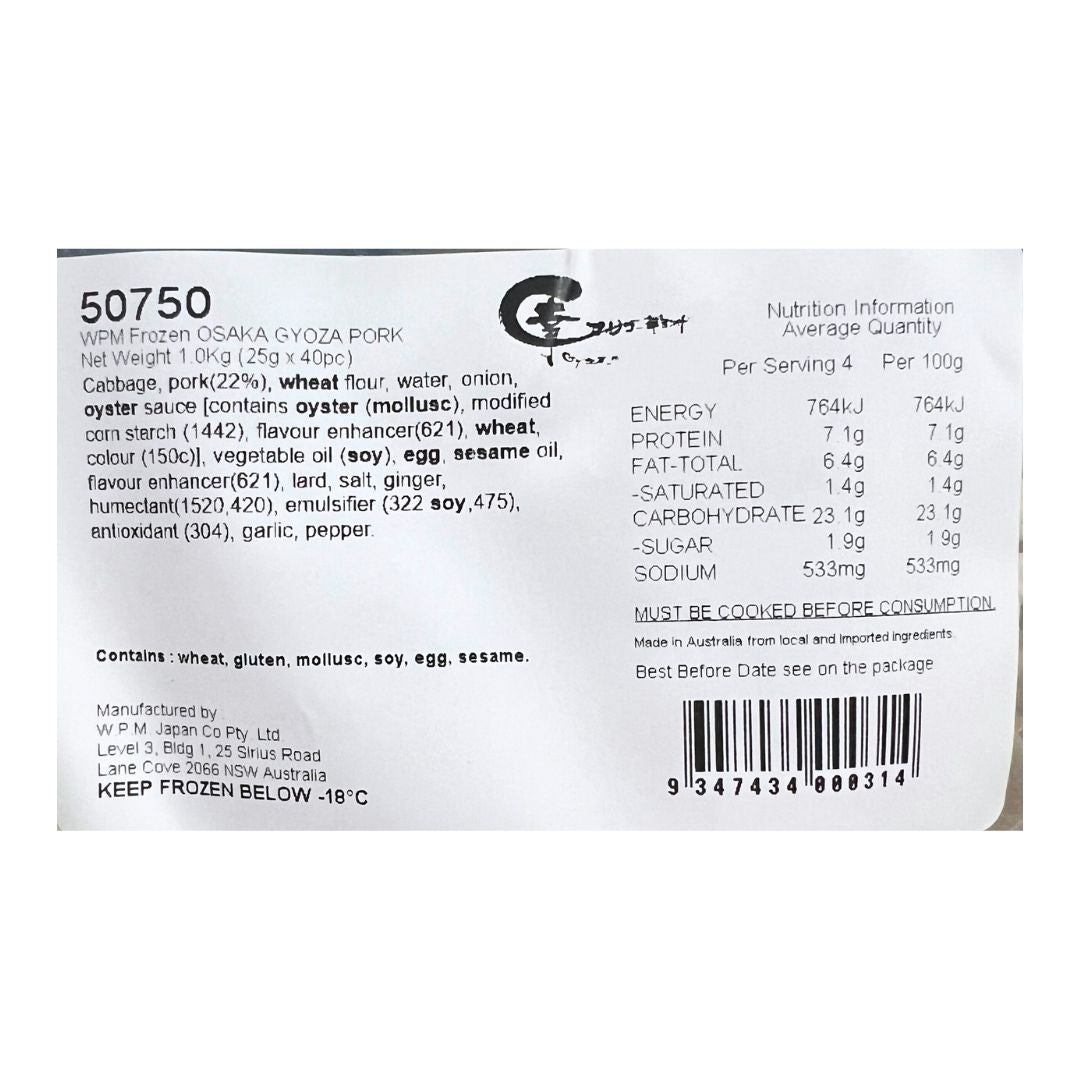 50750
WPM Frozen OSAKA GYOZA PORK
Net Weight 1.0Kg (25g x 40pc)
Cabbage, pork(22%), wheat flour, water, onion,
oyster sauce [contains oyster (mollusc), modified
corn starch (1442), flavour enhancer(621), wheat,
colour (150c)], vegetable oil (soy), egg, sesame oil,
flavour enhancer(621), lard, salt, ginger,
humectant(1520,420), emulsifier (322 soy,475),
antioxidant (304), garlic, pepper.
Contains : wheat, gluten, mollusc, soy, egg, sesame.
Manufactured by
W.P.M. Japan Co Pty Ltd
Level 3, Bldg 1, 25 Sirius Road
Lane Cove 2066 NSW Australia
KEEP FROZEN BELOW -18°C
幸
Nutrition Information
Average Quantity
Per Serving 4 Per 100g
ENERGY 764kJ 764kJ
PROTEIN 7.1g 7.1g
FAT-TOTAL 6.4g 6.4g
-SATURATED 1.4g 1.4g
CARBOHYDRATE 23.1g 23.1g
-SUGAR 1.9g 1.9g
SODIUM 533mg 533mg
MUST BE COOKED BEFORE CONSUMPTION.
Made in Australia from local and Imported ingredients.
Best Before Date see on the package
9 347434 000314